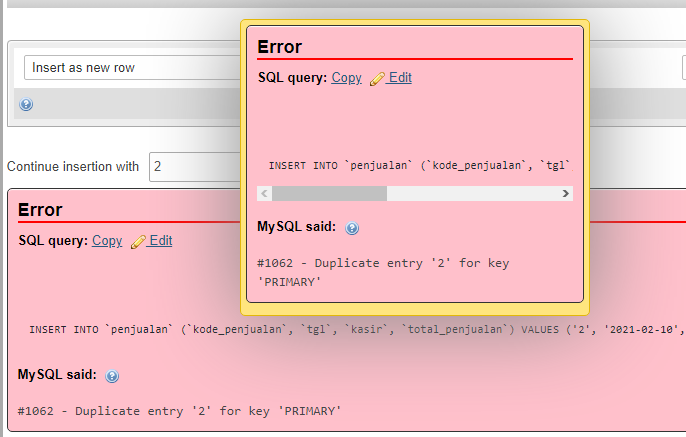 Insert as new row
Continue insertion with 2
Error
SQL query: Copy Edit
INSERT INTO `penjualan` (`kode_penjualan`, `tgl`
MySQL said:
#1062 - Duplicate entry '2' for key
'PRIMARY'
Error
SQL query: Copy Edit
INSERT INTO `penjualan` (`kode_penjualan`, `tgl`, `kasir`, `total_penjualan`) VALUES ('2', '2021-02-10',
MySQL said:
#1062 - Duplicate entry '2' for key 'PRIMARY'